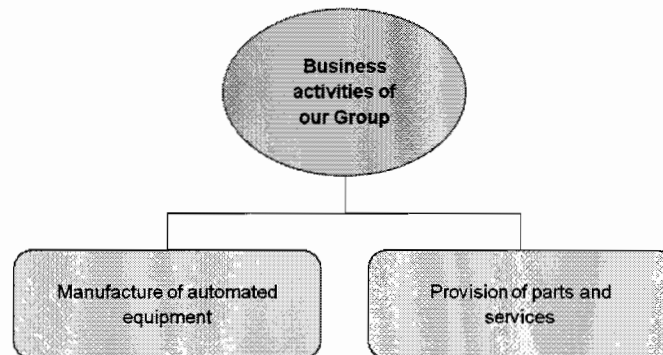 Business
activities of
our Group
Manufacture of automated
equipment
Provision of parts and
services